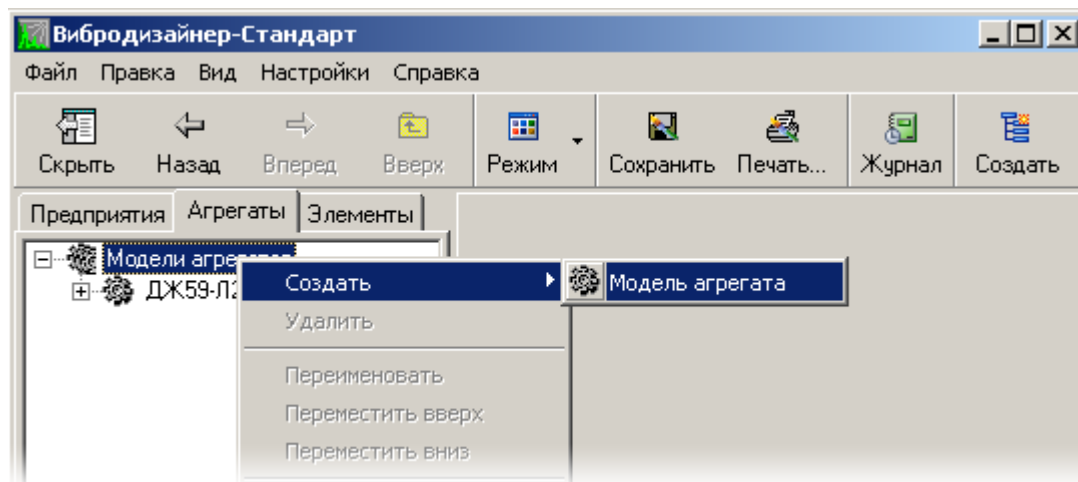 Вибродизайнер-Стандарт
Файл Правка Вид Настройки Справка
Скрыть Назад Вперед Вверх Режим Сохранить Печать... Журнал Создать
Предприятия Агрегаты Элементы
Модели
Создать Модель агрегата
Удалить
Переименовать
Переместить вверх
Переместить вниз